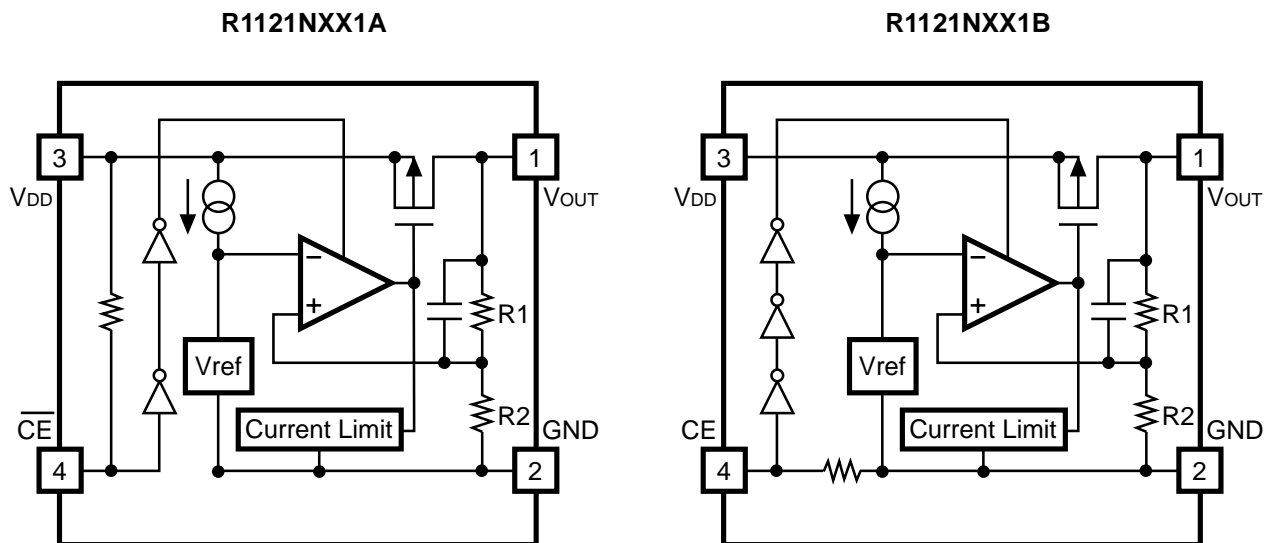 R1121NXX1A
3
VDD
1
VOUT
−
+
R1
Vref
R2
Current Limit
C̅E̅
4
GND
2
R1121NXX1B
3
VDD
1
VOUT
−
+
R1
Vref
R2
Current Limit
CE
4
GND
2